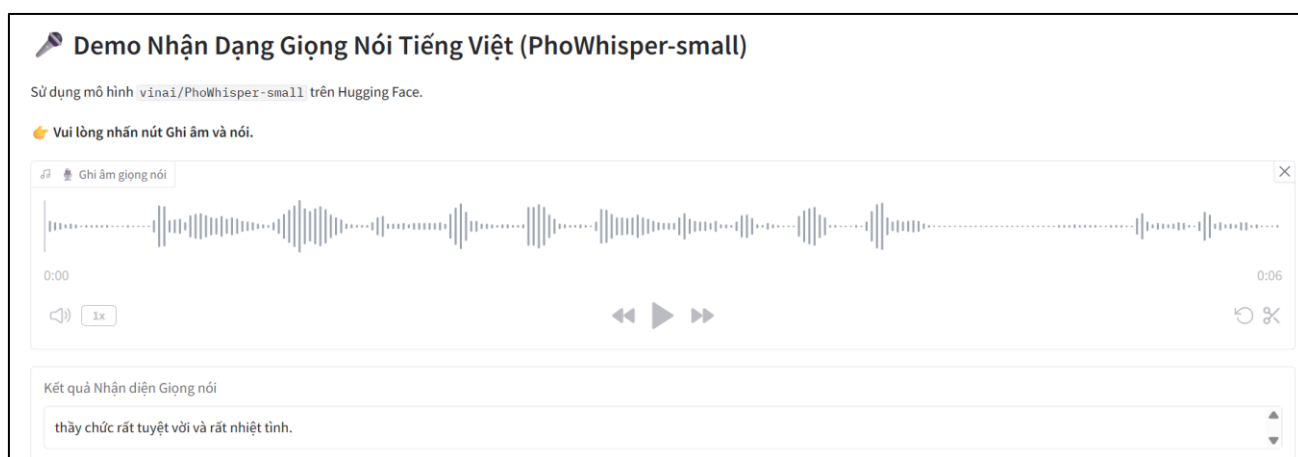 Demo Nhận Dạng Giọng Nói Tiếng Việt (PhoWhisper-small)
Sử dụng mô hình vinai/PhoWhisper-small trên Hugging Face.
Vui lòng nhấn nút Ghi âm và nói.
Ghi âm giọng nói
0:00 0:06
1x
Kết quả Nhận diện Giọng nói
thầy chức rất tuyệt vời và rất nhiệt tình.